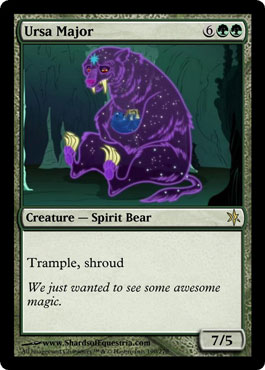 Ursa Major 6
Creature — Spirit Bear
Trample, shroud
We just wanted to see some awesome
magic.
www.ShardsofEquestria.com
7/5